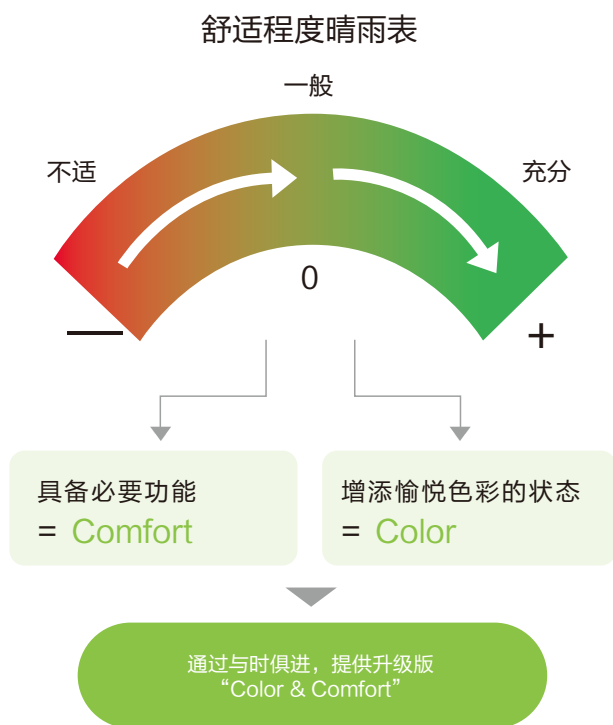 舒适程度晴雨表
一般
不适
充分
0
—
+
具备必要功能
= Comfort
增添愉悦色彩的状态
= Color
通过与时俱进，提供升级版
“Color & Comfort”